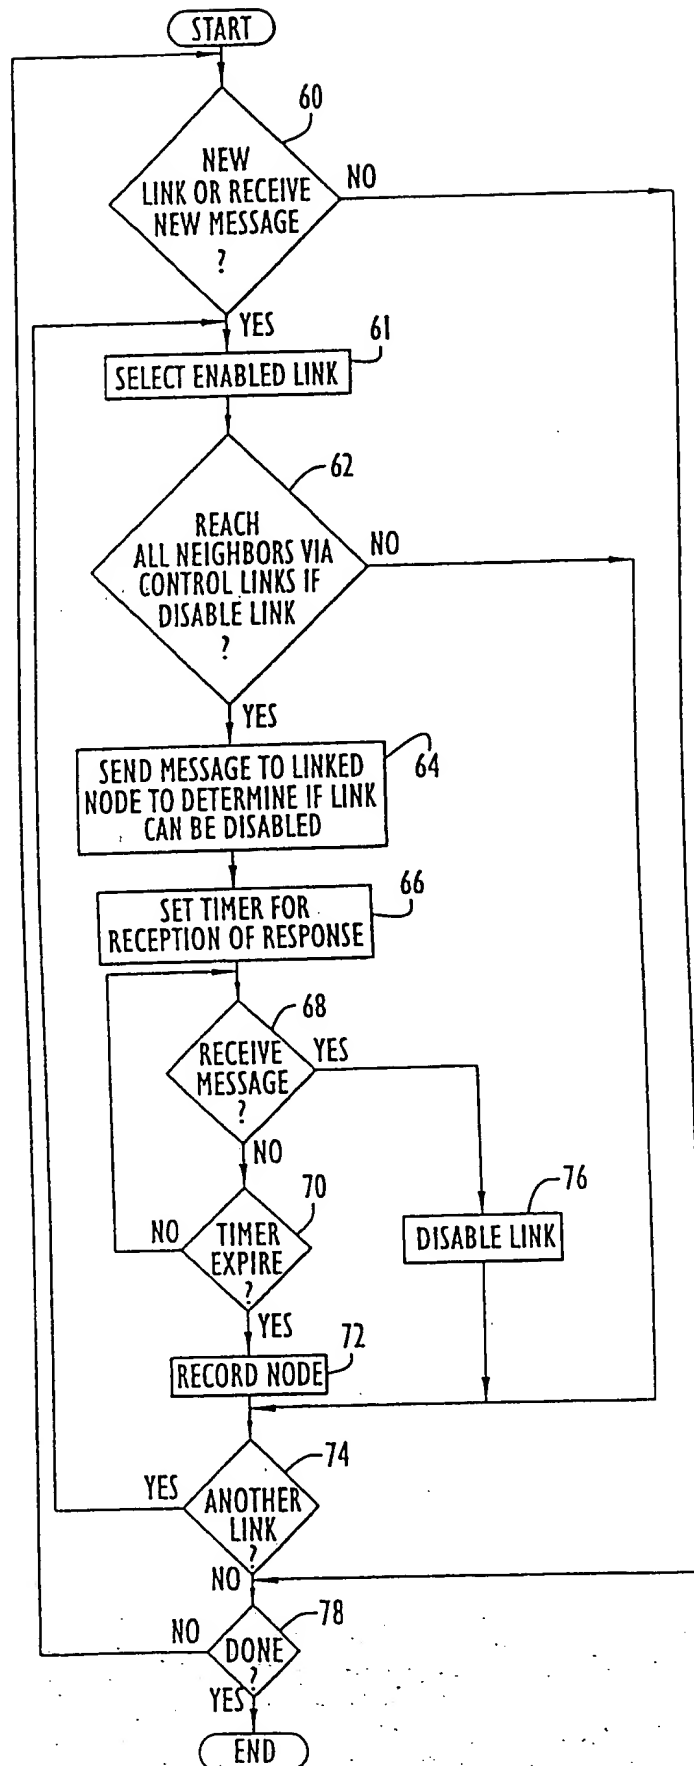 START
60
NEW
LINK OR RECEIVE
NEW MESSAGE
?
NO
YES
61
SELECT ENABLED LINK
62
REACH
ALL NEIGHBORS VIA
CONTROL LINKS IF
DISABLE LINK
?
NO
YES
SEND MESSAGE TO LINKED
NODE TO DETERMINE IF LINK
CAN BE DISABLED
64
66
SET TIMER FOR
RECEPTION OF RESPONSE
68
RECEIVE
MESSAGE
?
YES
NO
70
TIMER
EXPIRE
?
NO
YES
76
DISABLE LINK
72
RECORD NODE
74
ANOTHER
LINK
?
YES
NO
78
DONE
?
NO
YES
END